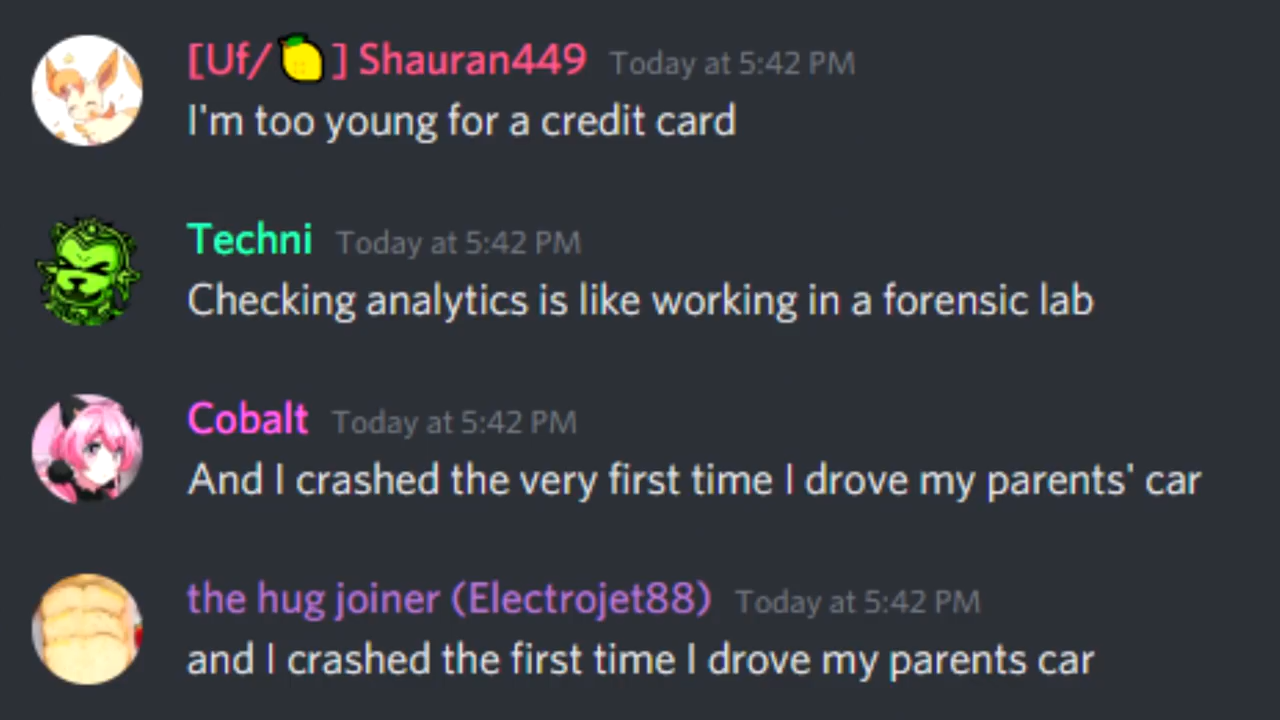 [Uf/🍋] Shauran449 Today at 5:42 PM
I'm too young for a credit card
Techni Today at 5:42 PM
Checking analytics is like working in a forensic lab
Cobalt Today at 5:42 PM
And I crashed the very first time I drove my parents' car
the hug joiner (Electrojet88) Today at 5:42 PM
and I crashed the first time I drove my parents car